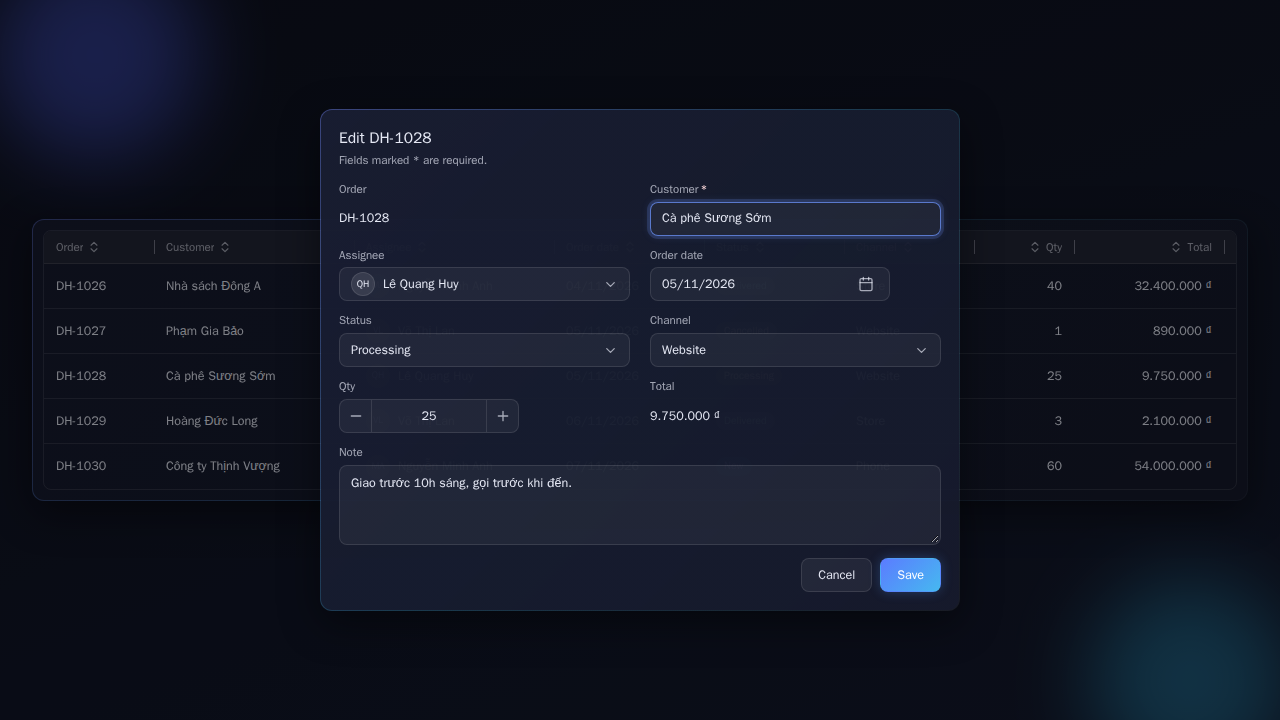 Edit DH-1028
Fields marked * are required.
Order
Customer *
DH-1028
Cà phê Sương Sớm
Assignee
Order date
QH Lê Quang Huy
05/11/2026
Status
Channel
Processing
Website
Qty
Total
25
9.750.000 ₫
Note
Giao trước 10h sáng, gọi trước khi đến.
Cancel
Save
Order Customer Qty Total
DH-1026 Nhà sách Đông A 40 32.400.000 ₫
DH-1027 Phạm Gia Bảo 1 890.000 ₫
DH-1028 Cà phê Sương Sớm 25 9.750.000 ₫
DH-1029 Hoàng Đức Long 3 2.100.000 ₫
DH-1030 Công ty Thịnh Vượng 60 54.000.000 ₫